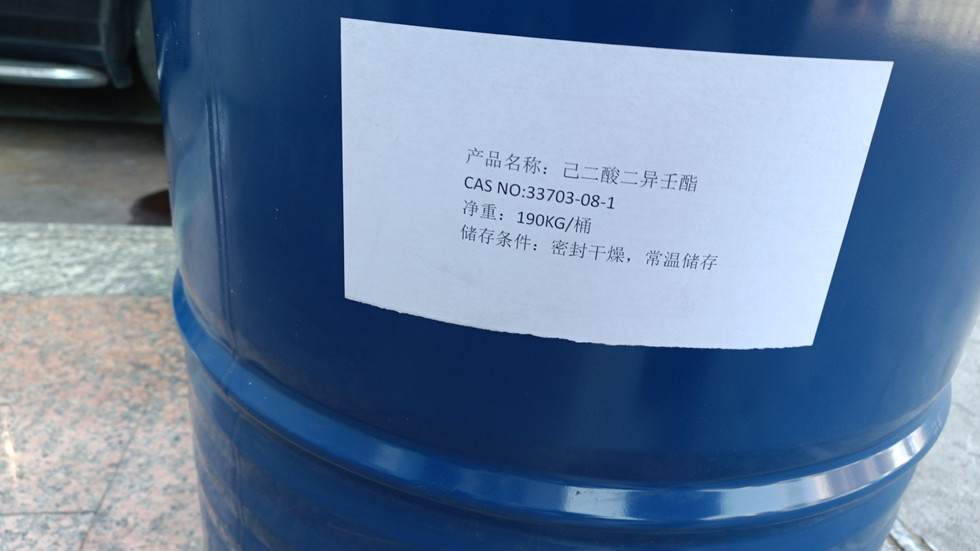 产品名称：己二酸二异壬酯
CAS NO:33703-08-1
净重：190KG/桶
储存条件：密封干燥，常温储存